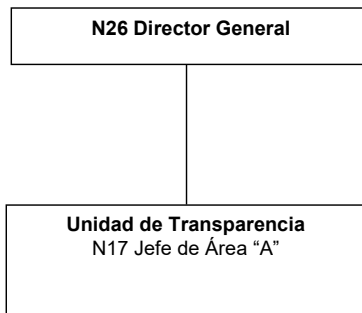 N26 Director General
Unidad de Transparencia
N17 Jefe de Área “A”